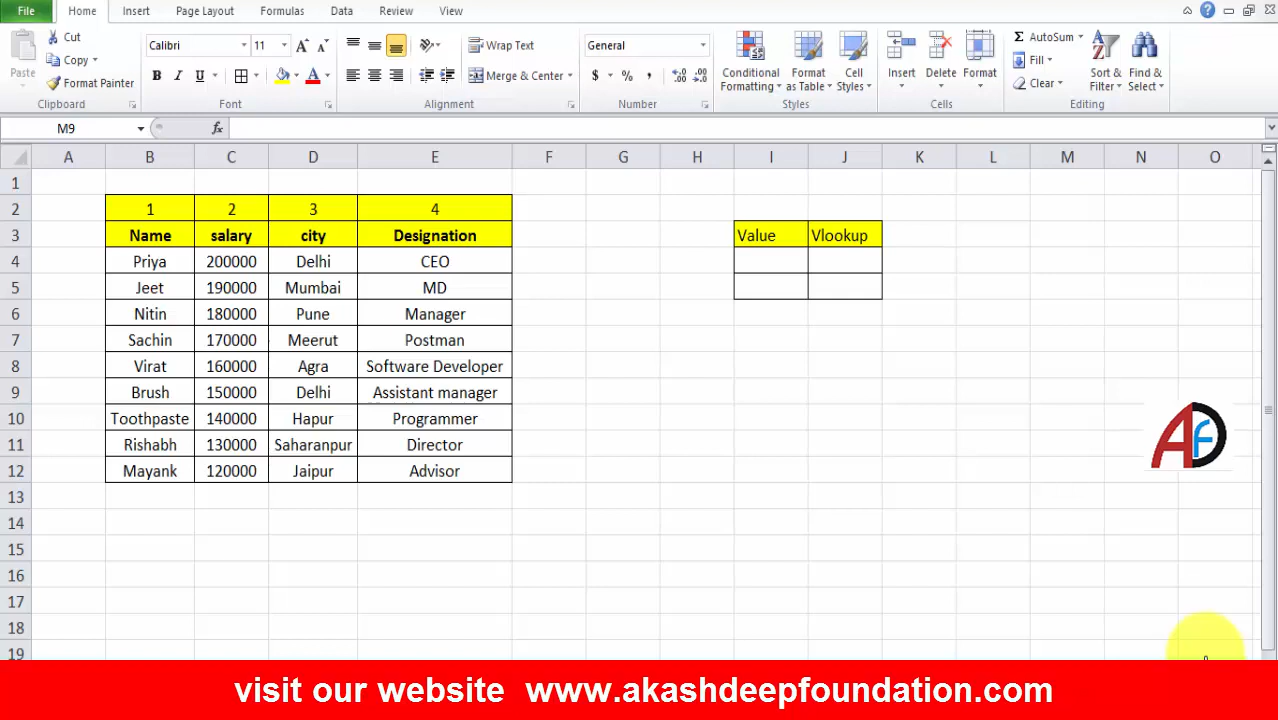 File Home Insert Page Layout Formulas Data Review View
Paste Cut Copy Format Painter
Calibri 11 Wrap Text General Conditional Formatting Format as Table Cell Styles Insert Delete Format AutoSum Fill Clear Sort & Filter Find & Select
B I U A Merge & Center $ % ,
Clipboard Font Alignment Number Styles Cells Editing
M9 fx
A B C D E F G H I J K L M N O
1
2 1 2 3 4
3 Name salary city Designation Value Vlookup
4 Priya 200000 Delhi CEO
5 Jeet 190000 Mumbai MD
6 Nitin 180000 Pune Manager
7 Sachin 170000 Meerut Postman
8 Virat 160000 Agra Software Developer
9 Brush 150000 Delhi Assistant manager
10 Toothpaste 140000 Hapur Programmer
11 Rishabh 130000 Saharanpur Director
12 Mayank 120000 Jaipur Advisor
13
14
15
16
17
18
19
visit our website www.akashdeepfoundation.com